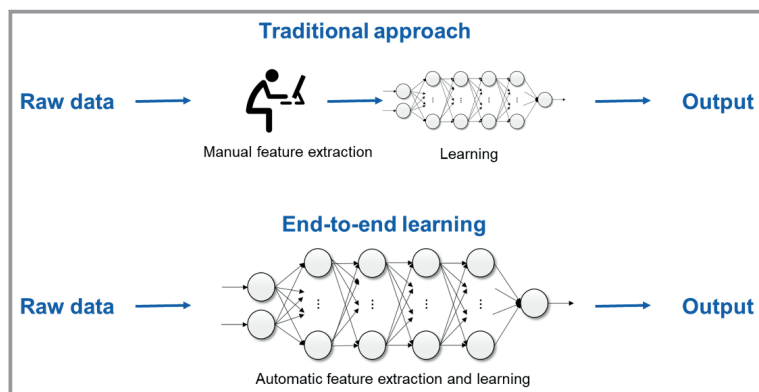 Traditional approach
Raw data
Output
Manual feature extraction
Learning
End-to-end learning
Raw data
Output
Automatic feature extraction and learning